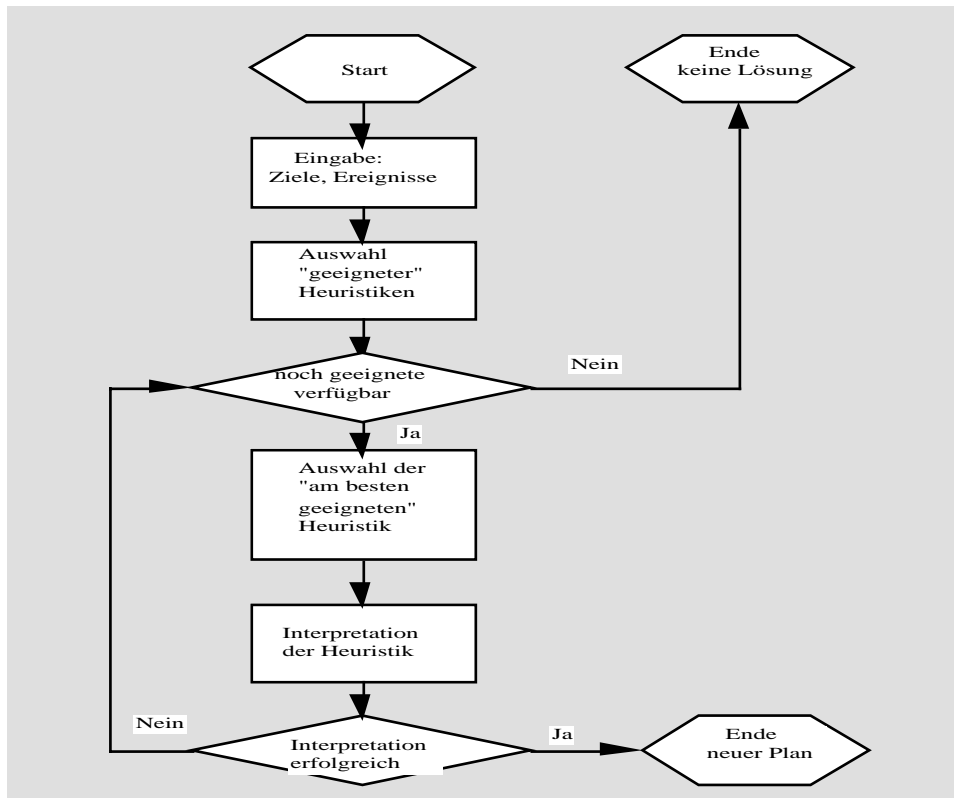 Start
Ende
keine Lösung
Eingabe:
Ziele, Ereignisse
Auswahl
"geeigneter"
Heuristiken
noch geeignete
verfügbar
Nein
Ja
Auswahl der
"am besten
geeigneten"
Heuristik
Interpretation
der Heuristik
Nein
Interpretation
erfolgreich
Ja
Ende
neuer Plan